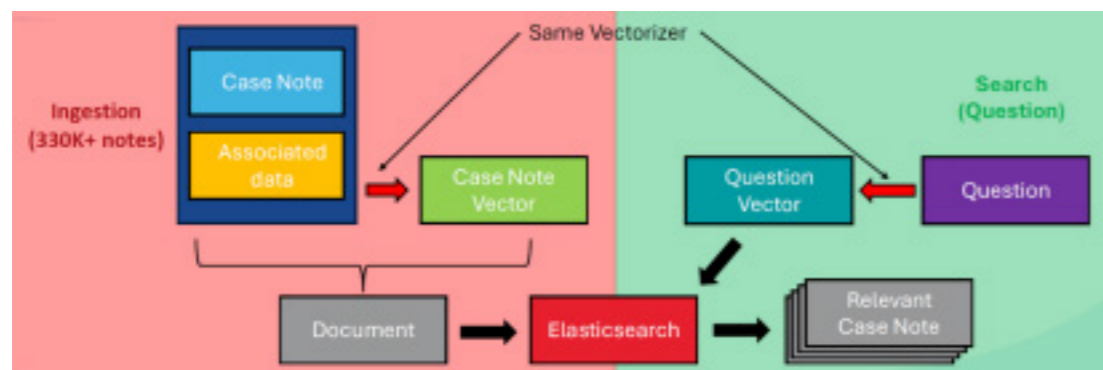 Same Vectorizer
Ingestion
(330K+ notes)
Case Note
Associated
data
Case Note
Vector
Search
(Question)
Question
Vector
Question
Document
Elasticsearch
Relevant
Case Note